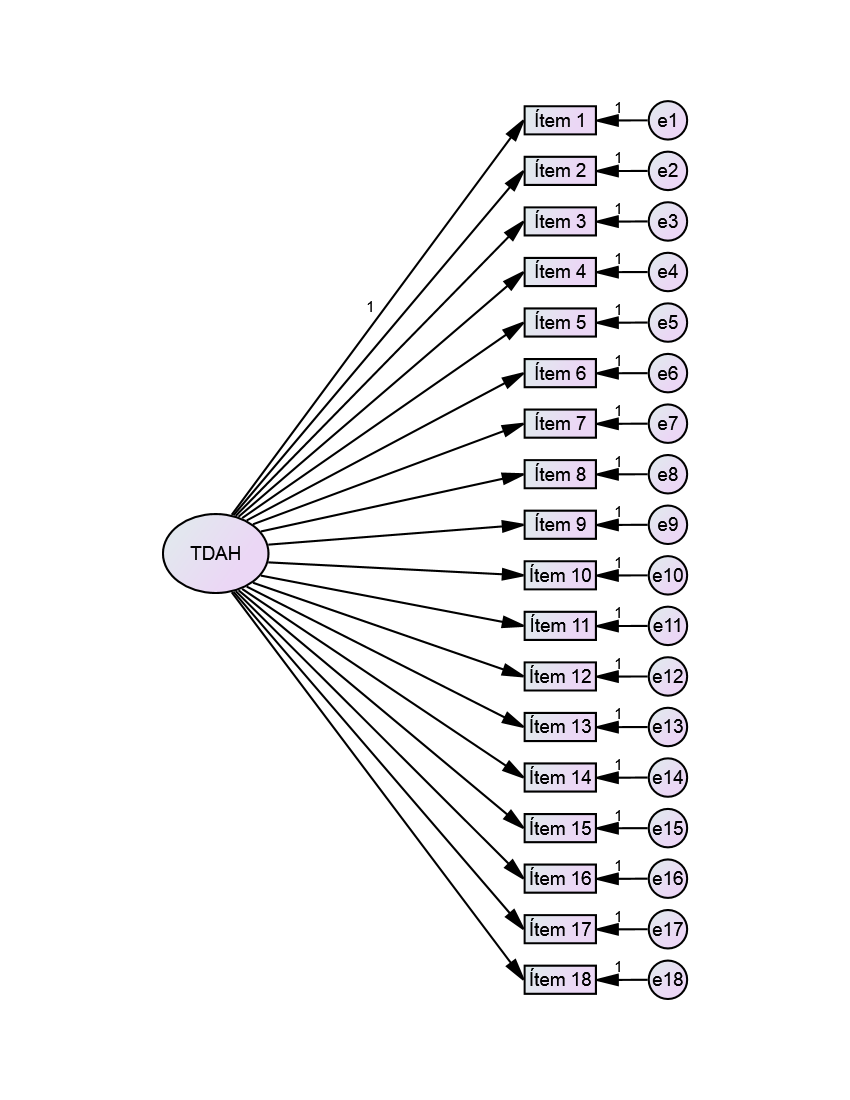 1
Ítem 1
1
e1
Ítem 2
1
e2
Ítem 3
1
e3
Ítem 4
1
e4
Ítem 5
1
e5
Ítem 6
1
e6
Ítem 7
1
e7
Ítem 8
1
e8
Ítem 9
1
e9
TDAH
Ítem 10
1
e10
Ítem 11
1
e11
Ítem 12
1
e12
Ítem 13
1
e13
Ítem 14
1
e14
Ítem 15
1
e15
Ítem 16
1
e16
Ítem 17
1
e17
Ítem 18
1
e18